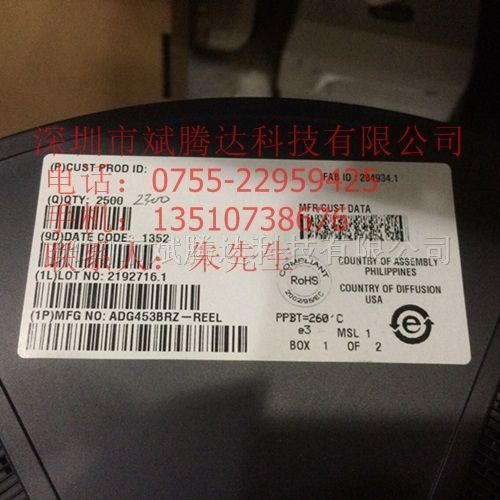 深圳市斌腾达科技有限公司
(P)CUST PROD ID:
FAB ID: 284934.1
电话: 0755-22959425
(Q)QTY: 2500 2300
MFR/CUST DATA
手机: 13510738676
(9D)DATE CODE: 1352
斌腾达科技有限公司
联系人: 朱先生
(1L)LOT NO: 2192716.1
COMPLIANT
RoHS
2002/95/EC
COUNTRY OF ASSEMBLY
PHILIPPINES
COUNTRY OF DIFFUSION
USA
(1P)MFG NO: ADG453BRZ-REEL
PPBT=260°C
e3 MSL 1
BOX 1 OF 2
e